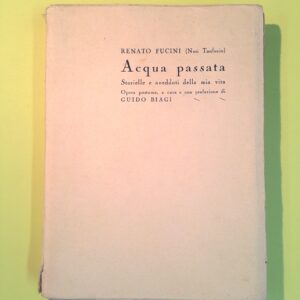 RENATO FUCINI (Neri Tanfucio)
Acqua passata
Storielle e aneddoti della mia vita
Opera postuma, a cura e con prefazione di
GUIDO BIAGI